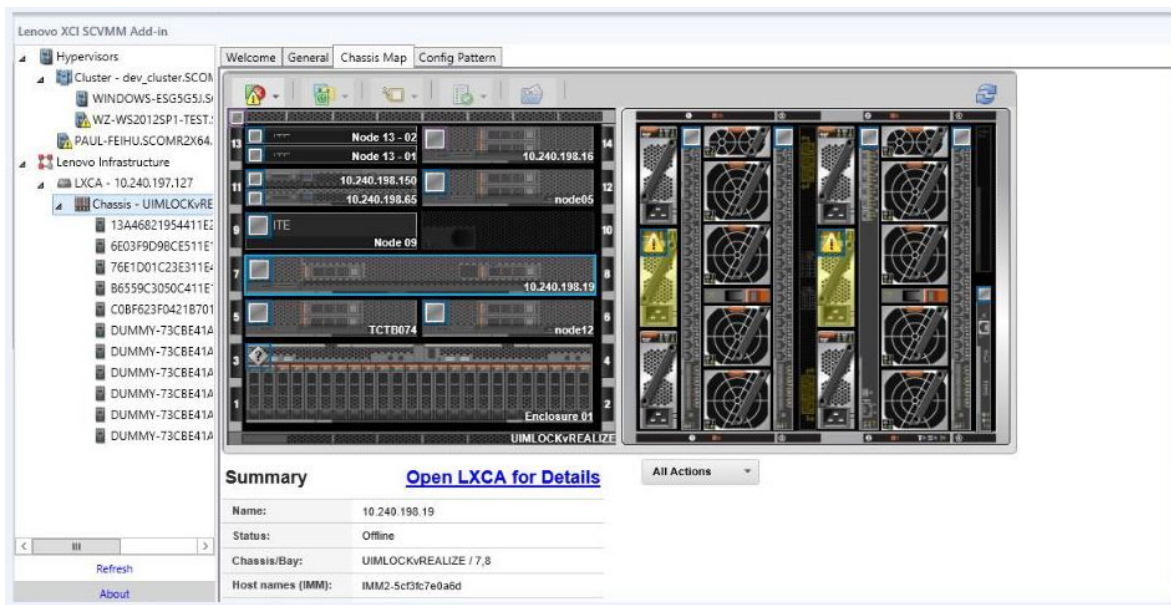 Lenovo XCI SCVMM Add-in
Hypervisors
Cluster - dev_cluster.SCOM
WINDOWS-ESG5G5J.S
WZ-WS2012SP1-TEST.
PAUL-FEIHU.SCOMR2X64.
Lenovo Infrastructure
LXCA - 10.240.197.127
Chassis - UIMLOCKvRE
13A46821954411E2
6E03F9D9BCE511E
76E1D01C23E311E4
B6559C3050C411E
C0BF623F0421B701
DUMMY-73CBE41A
DUMMY-73CBE41A
DUMMY-73CBE41A
DUMMY-73CBE41A
DUMMY-73CBE41A
DUMMY-73CBE41A
Refresh
About
Welcome General Chassis Map Config Pattern
13 Node 13 - 02 14
Node 13 - 01 10.240.198.16
11 10.240.198.150 12
10.240.198.65 node05
9 ITE 10
Node 09
7 8
10.240.198.19
5 6
TCTB074 node12
3 4
1 2
Enclosure 01
UIMLOCKvREALIZE
Summary Open LXCA for Details
All Actions
Name: 10.240.198.19
Status: Offline
Chassis/Bay: UIMLOCKvREALIZE / 7,8
Host names (IMM): IMM2-5cf3fc7e0a6d